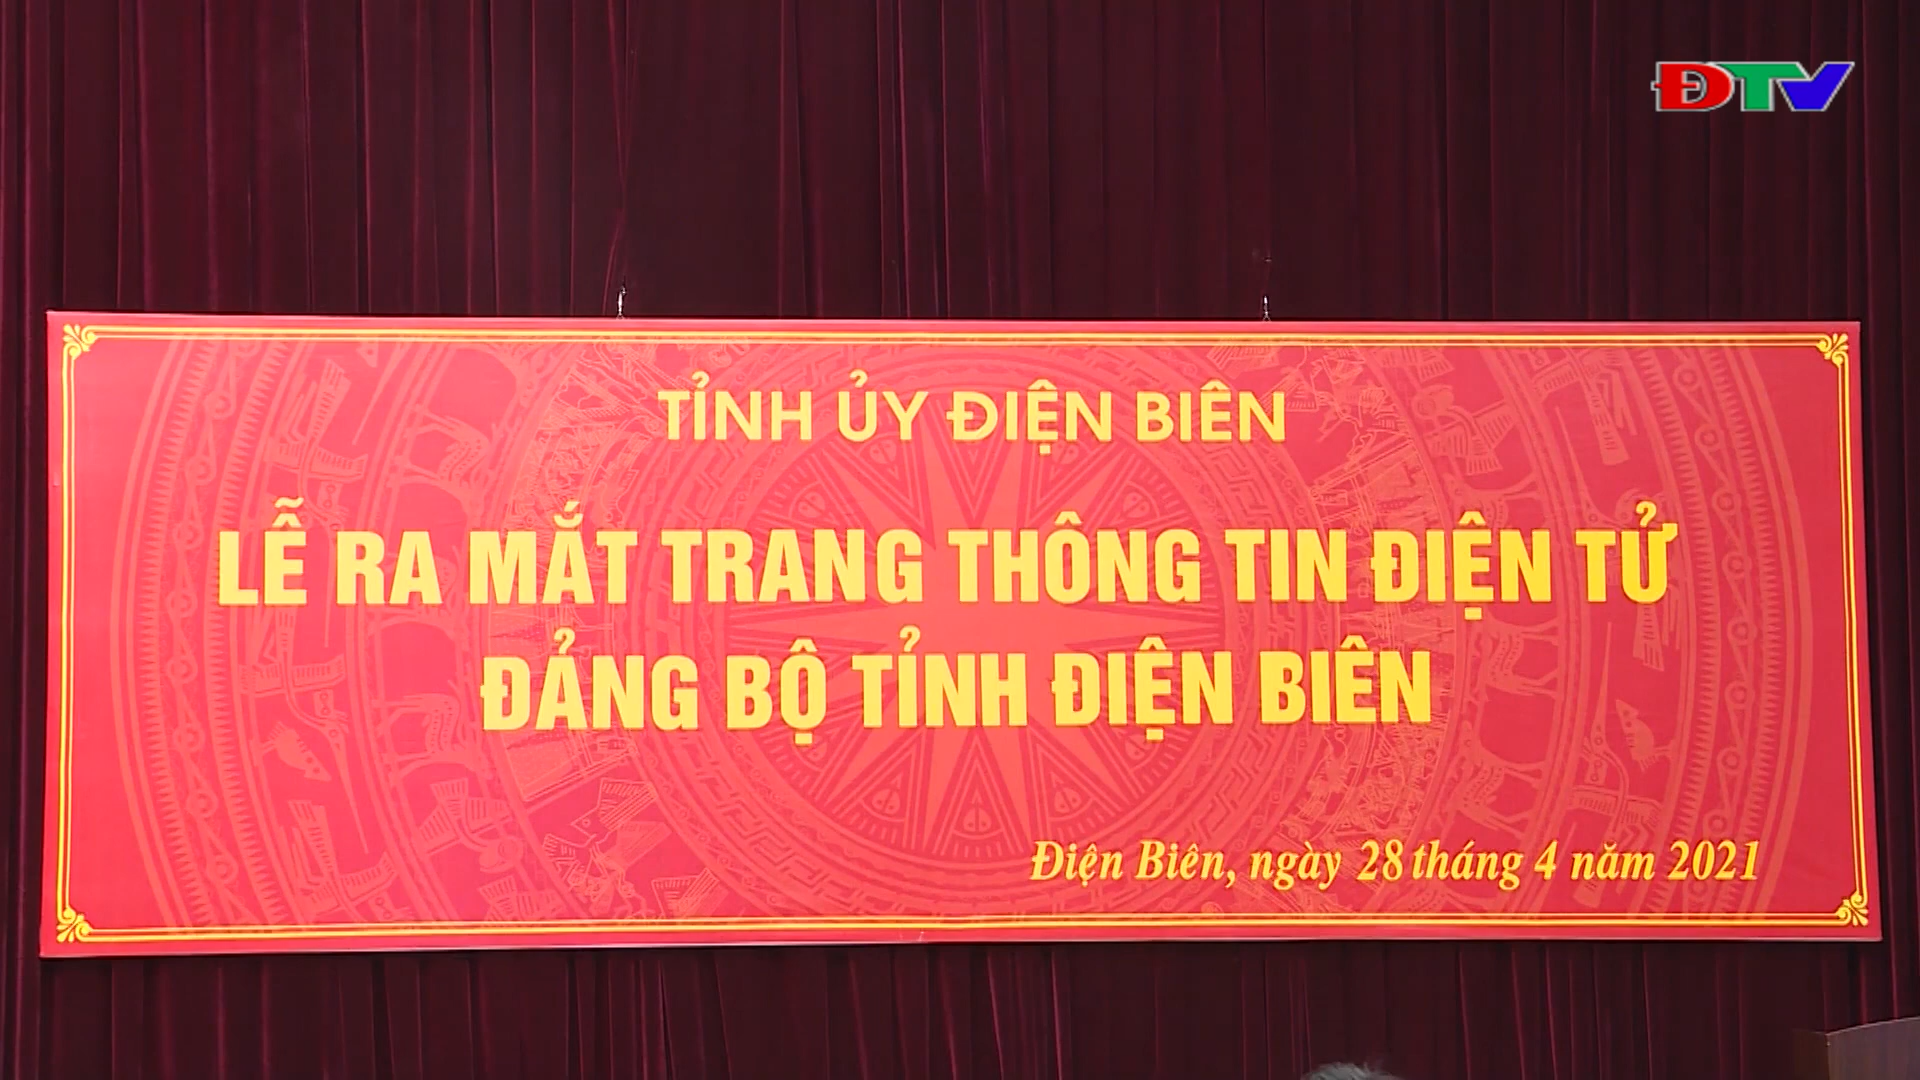 ĐTV
TỈNH ỦY ĐIỆN BIÊN
LỄ RA MẮT TRANG THÔNG TIN ĐIỆN TỬ
ĐẢNG BỘ TỈNH ĐIỆN BIÊN
Điện Biên, ngày 28 tháng 4 năm 2021